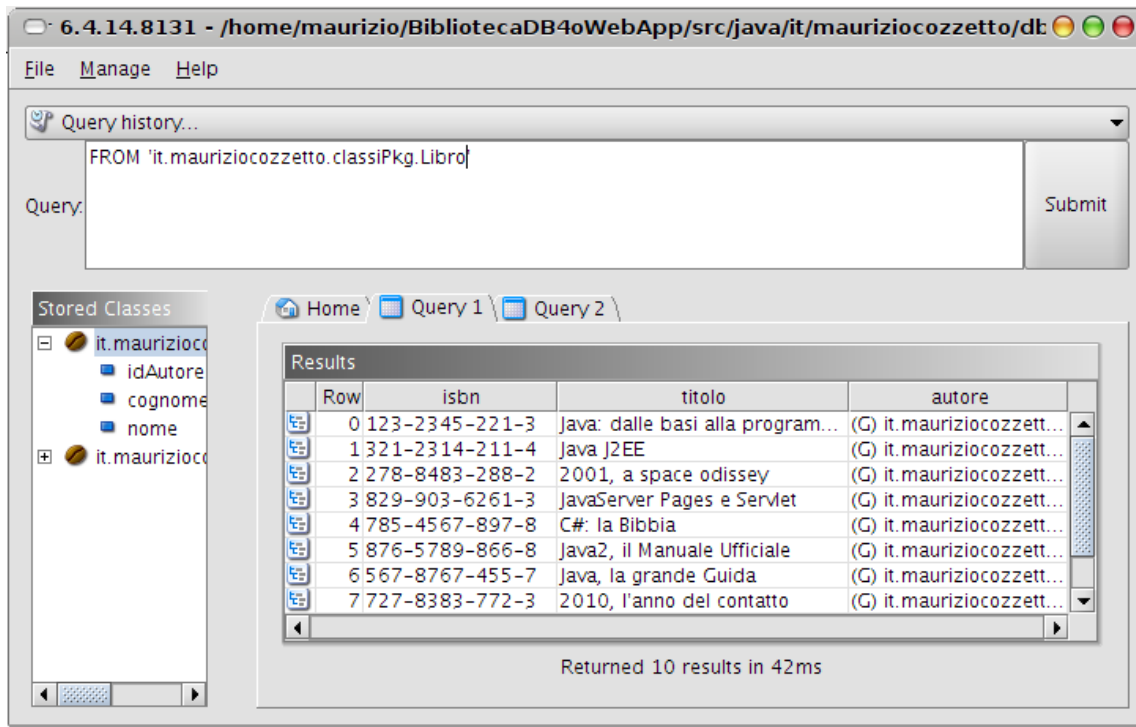 6.4.14.8131 - /home/maurizio/BibliotecaDB4oWebApp/src/java/it/mauriziocozzetto/db
File Manage Help
Query history...
FROM 'it.mauriziocozzetto.classiPkg.Libro'
Query:
Submit
Stored Classes
it.maurizioco
idAutore
cognome
nome
it.maurizioco
Home
Query 1
Query 2
Results
Row isbn titolo autore
0 123-2345-221-3 Java: dalle basi alla program... (G) it.mauriziocozzett...
1 321-2314-211-4 Java J2EE (G) it.mauriziocozzett...
2 278-8483-288-2 2001, a space odissey (G) it.mauriziocozzett...
3 829-903-6261-3 JavaServer Pages e Servlet (G) it.mauriziocozzett...
4 785-4567-897-8 C#: la Bibbia (G) it.mauriziocozzett...
5 876-5789-866-8 Java2, il Manuale Ufficiale (G) it.mauriziocozzett...
6 567-8767-455-7 Java, la grande Guida (G) it.mauriziocozzett...
7 727-8383-772-3 2010, l'anno del contatto (G) it.mauriziocozzett...
Returned 10 results in 42ms